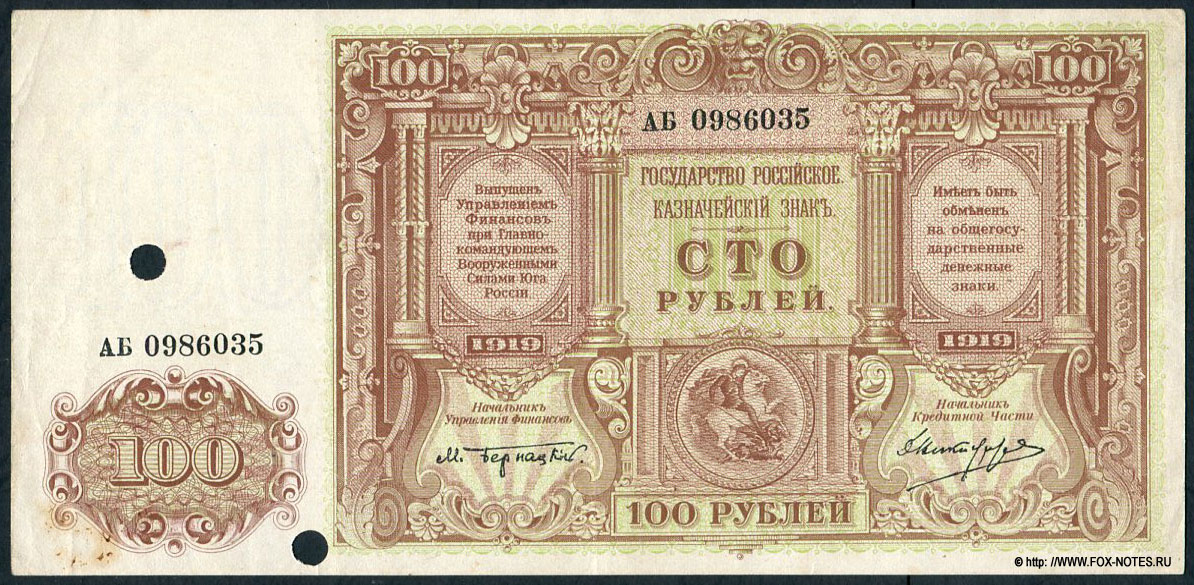 100
100
АБ 0986035
ГОСУДАРСТВО РОССІЙСКОЕ.
КАЗНАЧЕЙСКІЙ ЗНАКЪ.
СТО
РУБЛЕЙ.
Выпущенъ
Управленіемъ
Финансовъ
при Главно-
командующемъ
Вооруженными
Силами Юга
Россіи
Имѣетъ быть
обмѣненъ
на общегосу-
дарственные
денежные
знаки.
1919
1919
АБ 0986035
100
Начальникъ
Управленія Финансовъ
М. Бернацкій.
Начальникъ
Кредитной Части
100 РУБЛЕЙ
© http: //WWW.FOX-NOTES.RU